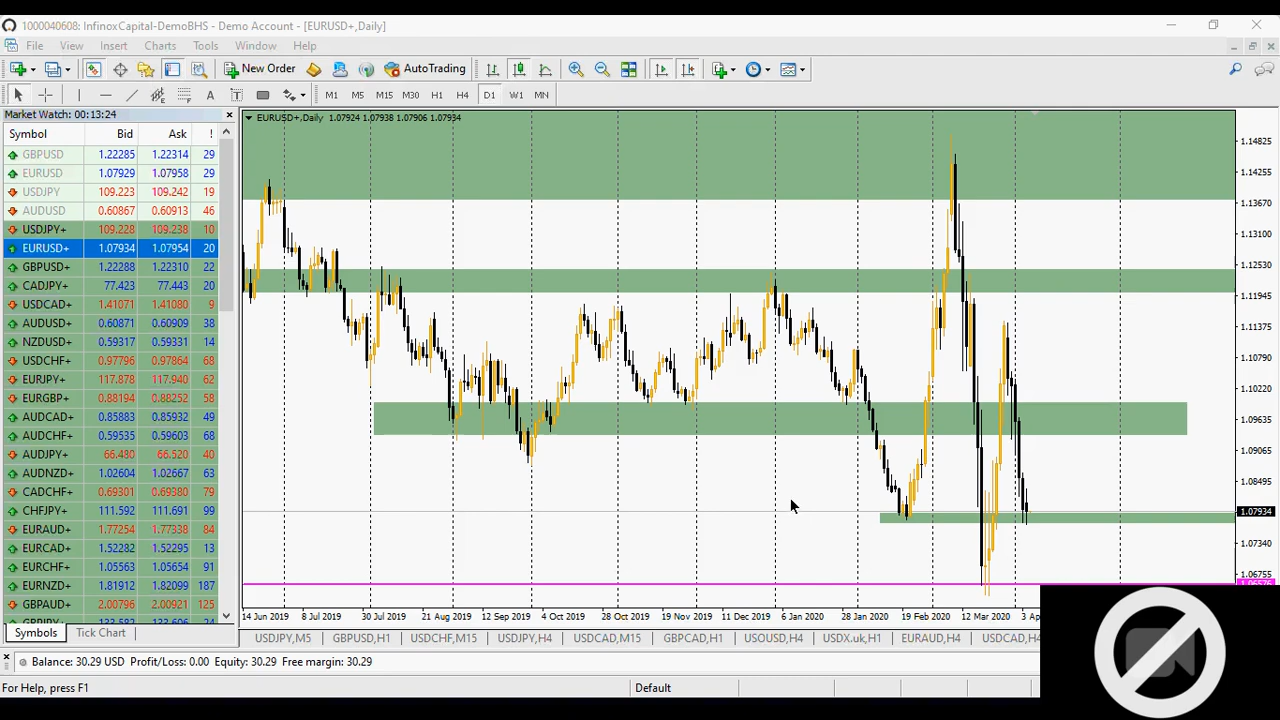 1000040608: InfinoxCapital-DemoBHS - Demo Account - [EURUSD+,Daily]
File View Insert Charts Tools Window Help
New Order AutoTrading
A T M1 M5 M15 M30 H1 H4 D1 W1 MN
Market Watch: 00:13:24
Symbol Bid Ask !
GBPUSD 1.22285 1.22314 29
EURUSD 1.07929 1.07958 29
USDJPY 109.223 109.242 19
AUDUSD 0.60867 0.60913 46
USDJPY+ 109.228 109.238 10
EURUSD+ 1.07934 1.07954 20
GBPUSD+ 1.22288 1.22310 22
CADJPY+ 77.423 77.443 20
USDCAD+ 1.41071 1.41080 9
AUDUSD+ 0.60871 0.60909 38
NZDUSD+ 0.59317 0.59331 14
USDCHF+ 0.97796 0.97864 68
EURJPY+ 117.878 117.940 62
EURGBP+ 0.88194 0.88252 58
AUDCAD+ 0.85883 0.85932 49
AUDCHF+ 0.59535 0.59603 68
AUDJPY+ 66.480 66.520 40
AUDNZD+ 1.02604 1.02667 63
CADCHF+ 0.69301 0.69380 79
CHFJPY+ 111.592 111.691 99
EURAUD+ 1.77254 1.77338 84
EURCAD+ 1.52282 1.52295 13
EURCHF+ 1.05563 1.05654 91
EURNZD+ 1.81912 1.82099 187
GBPAUD+ 2.00796 2.00921 125
Symbols Tick Chart
EURUSD+,Daily 1.07924 1.07938 1.07906 1.07934
1.14825
1.14255
1.13670
1.13100
1.12530
1.11945
1.11375
1.10790
1.10220
1.09635
1.09065
1.08495
1.07934
1.07340
1.06755
14 Jun 2019 8 Jul 2019 30 Jul 2019 21 Aug 2019 12 Sep 2019 4 Oct 2019 28 Oct 2019 19 Nov 2019 11 Dec 2019 6 Jan 2020 28 Jan 2020 19 Feb 2020 12 Mar 2020 3 Ap
USDJPY,M5 GBPUSD,H1 USDCHF,M15 USDJPY,H4 USDCAD,M15 GBPCAD,H1 USOUSD,H4 USDX.uk,H1 EURAUD,H4 USDCAD,H4
Balance: 30.29 USD Profit/Loss: 0.00 Equity: 30.29 Free margin: 30.29
For Help, press F1 Default